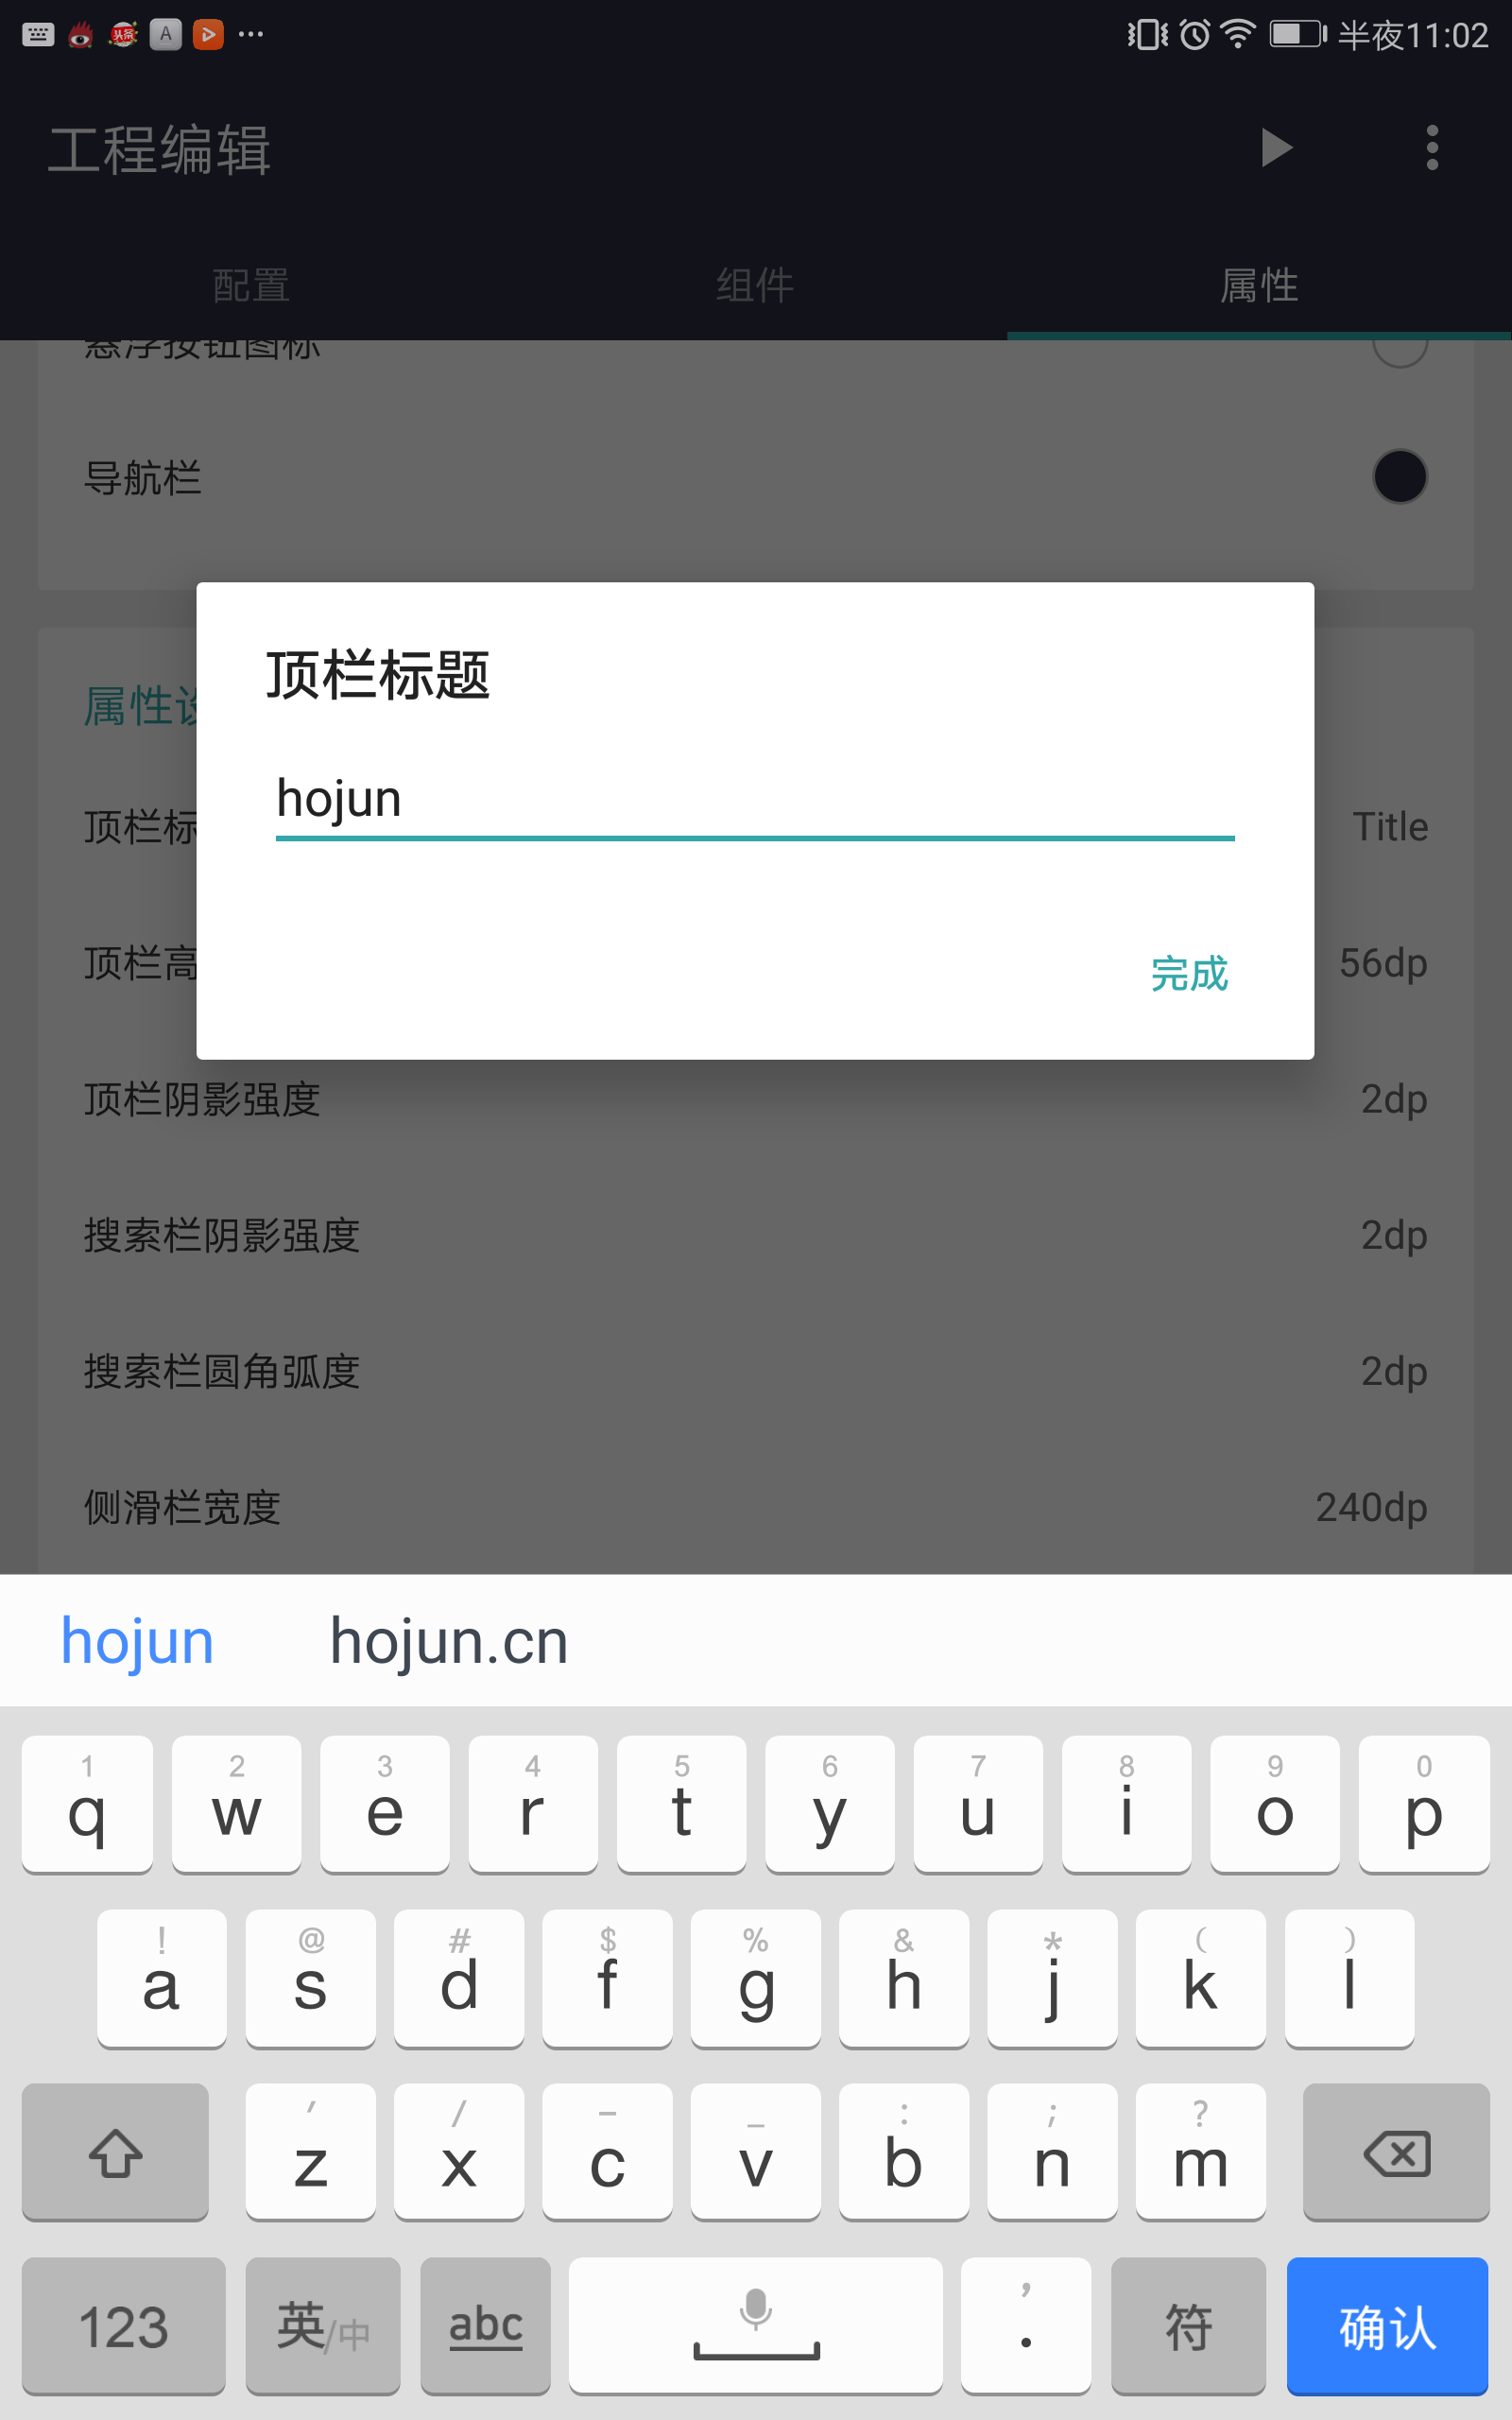 头条 A 半夜11:02
工程编辑
配置 组件 属性
悬浮按钮图标
导航栏
顶栏标题
属性设
hojun
顶栏标 Title
顶栏高 56dp
完成
顶栏阴影强度 2dp
搜索栏阴影强度 2dp
搜索栏圆角弧度 2dp
侧滑栏宽度 240dp
hojun hojun.cn
1 2 3 4 5 6 7 8 9 0
q w e r t y u i o p
! @ # $ % & * ( )
a s d f g h j k l
' / - _ : ; ?
z x c v b n m
123 英/中 abc , . 符 确认